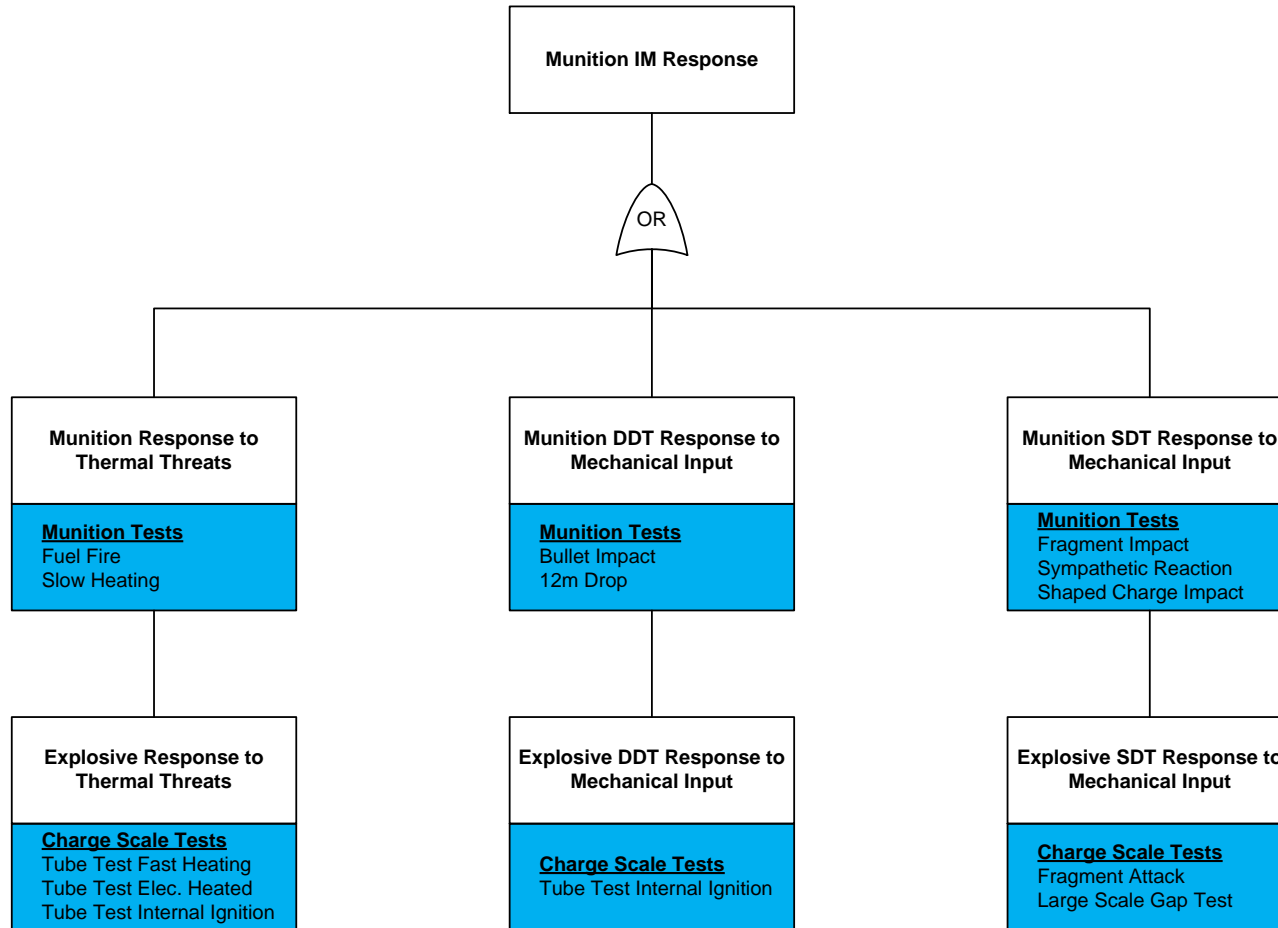 Munition IM Response
OR
Munition Response to
Thermal Threats
Munition Tests
Fuel Fire
Slow Heating
Munition DDT Response to
Mechanical Input
Munition Tests
Bullet Impact
12m Drop
Munition SDT Response to
Mechanical Input
Munition Tests
Fragment Impact
Sympathetic Reaction
Shaped Charge Impact
Explosive Response to
Thermal Threats
Charge Scale Tests
Tube Test Fast Heating
Tube Test Elec. Heated
Tube Test Internal Ignition
Explosive DDT Response to
Mechanical Input
Charge Scale Tests
Tube Test Internal Ignition
Explosive SDT Response to
Mechanical Input
Charge Scale Tests
Fragment Attack
Large Scale Gap Test